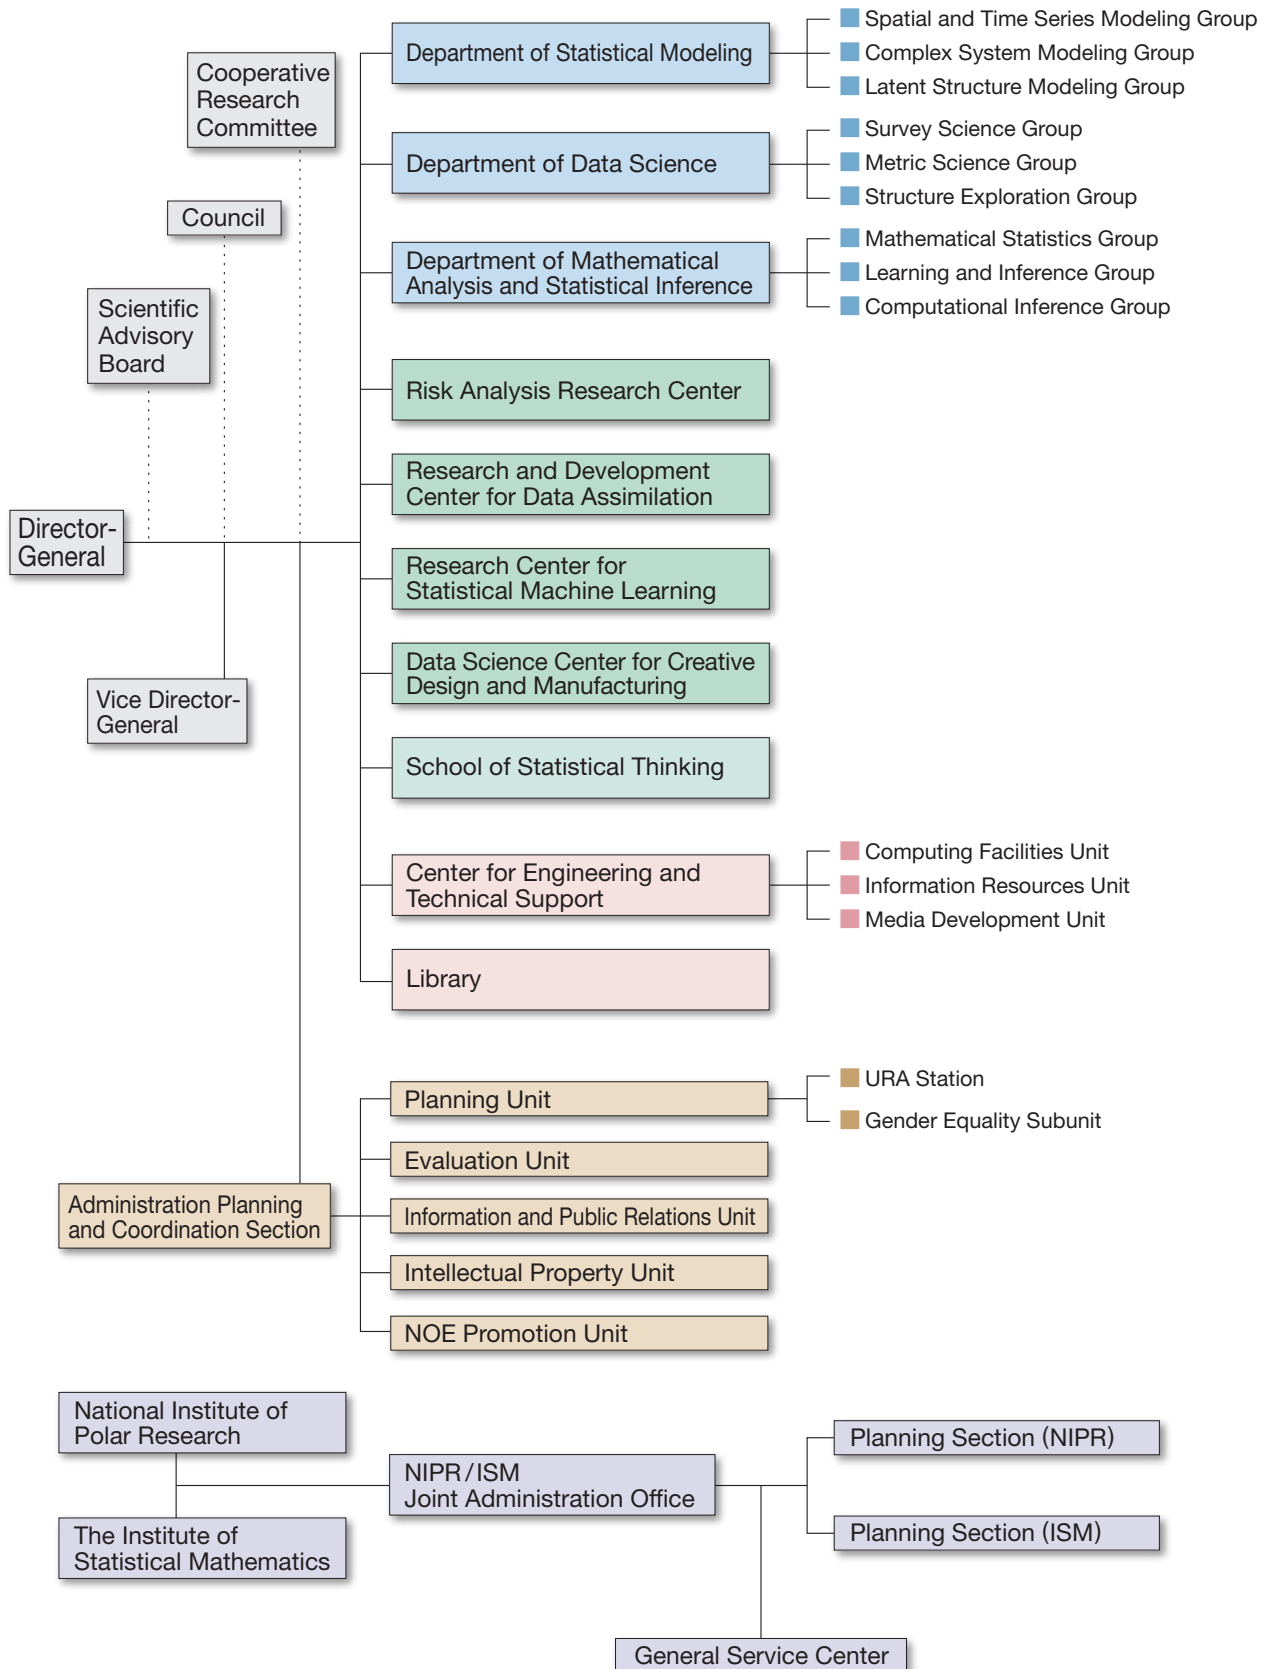 Cooperative
Research
Committee
Council
Scientific
Advisory
Board
Director-
General
Vice Director-
General
Department of Statistical Modeling
Spatial and Time Series Modeling Group
Complex System Modeling Group
Latent Structure Modeling Group
Department of Data Science
Survey Science Group
Metric Science Group
Structure Exploration Group
Department of Mathematical
Analysis and Statistical Inference
Mathematical Statistics Group
Learning and Inference Group
Computational Inference Group
Risk Analysis Research Center
Research and Development
Center for Data Assimilation
Research Center for
Statistical Machine Learning
Data Science Center for Creative
Design and Manufacturing
School of Statistical Thinking
Center for Engineering and
Technical Support
Computing Facilities Unit
Information Resources Unit
Media Development Unit
Library
Administration Planning
and Coordination Section
Planning Unit
URA Station
Gender Equality Subunit
Evaluation Unit
Information and Public Relations Unit
Intellectual Property Unit
NOE Promotion Unit
National Institute of
Polar Research
The Institute of
Statistical Mathematics
NIPR/ISM
Joint Administration Office
Planning Section (NIPR)
Planning Section (ISM)
General Service Center